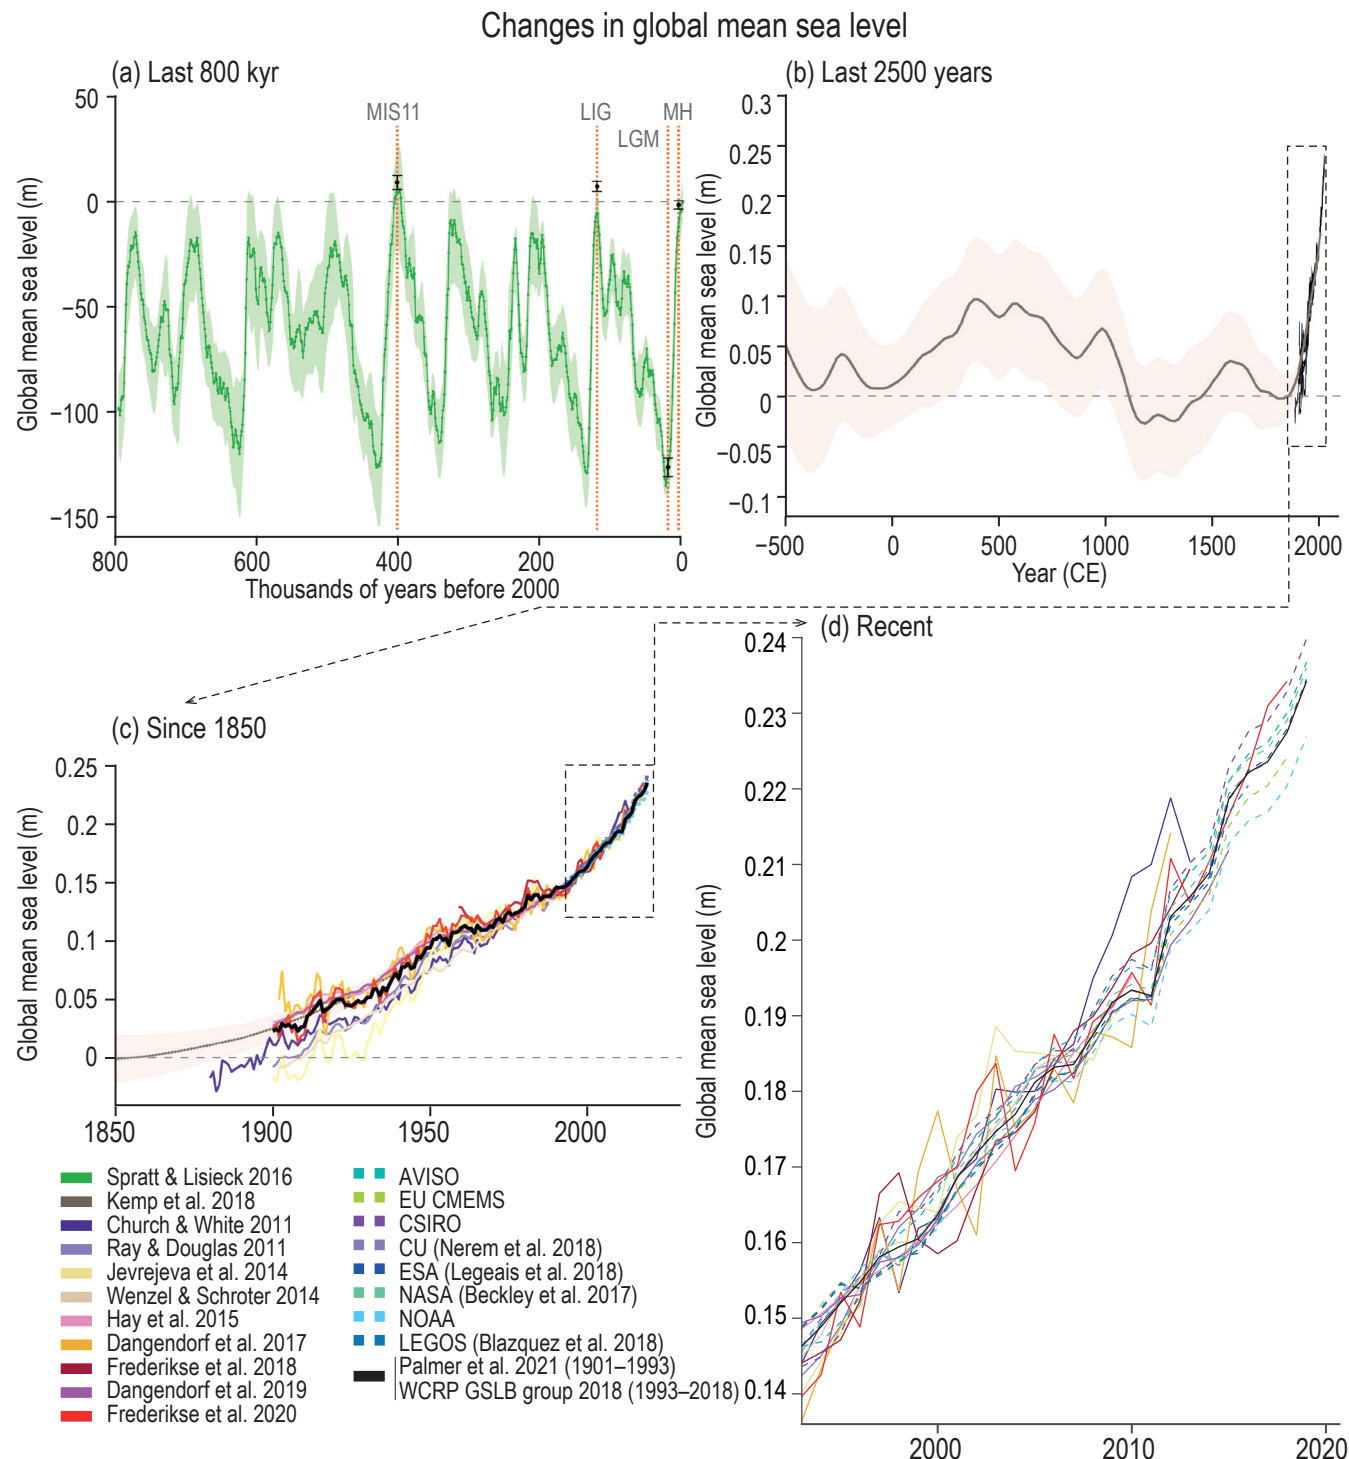 Changes in global mean sea level
(a) Last 800 kyr
Global mean sea level (m)
50
0
−50
−100
−150
MIS11
LIG
LGM
MH
800
600
400
200
0
Thousands of years before 2000
(b) Last 2500 years
Global mean sea level (m)
0.3
0.25
0.2
0.15
0.1
0.05
0
−0.05
−0.1
−500
0
500
1000
1500
2000
Year (CE)
(c) Since 1850
Global mean sea level (m)
0.25
0.2
0.15
0.1
0.05
0
1850
1900
1950
2000
(d) Recent
Global mean sea level (m)
0.24
0.23
0.22
0.21
0.2
0.19
0.18
0.17
0.16
0.15
0.14
2000
2010
2020
Spratt & Lisieck 2016
Kemp et al. 2018
Church & White 2011
Ray & Douglas 2011
Jevrejeva et al. 2014
Wenzel & Schroter 2014
Hay et al. 2015
Dangendorf et al. 2017
Frederikse et al. 2018
Dangendorf et al. 2019
Frederikse et al. 2020
AVISO
EU CMEMS
CSIRO
CU (Nerem et al. 2018)
ESA (Legeais et al. 2018)
NASA (Beckley et al. 2017)
NOAA
LEGOS (Blazquez et al. 2018)
Palmer et al. 2021 (1901–1993)
WCRP GSLB group 2018 (1993–2018)